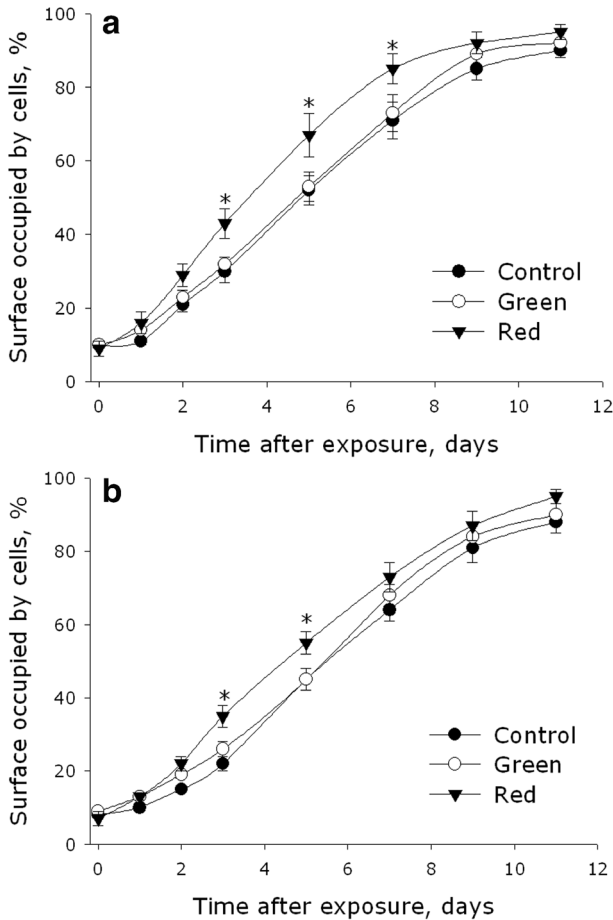 a
100
80
60
40
20
0
Surface occupied by cells, %
*
*
*
Control
Green
Red
0 2 4 6 8 10 12
Time after exposure, days
b
100
80
60
40
20
0
Surface occupied by cells, %
*
*
Control
Green
Red
0 2 4 6 8 10 12
Time after exposure, days